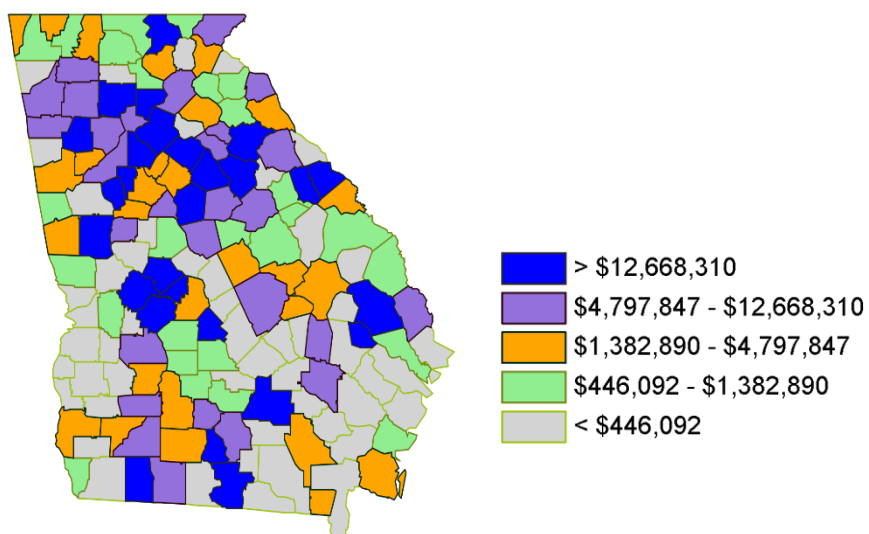 > $12,668,310
$4,797,847 - $12,668,310
$1,382,890 - $4,797,847
$446,092 - $1,382,890
< $446,092